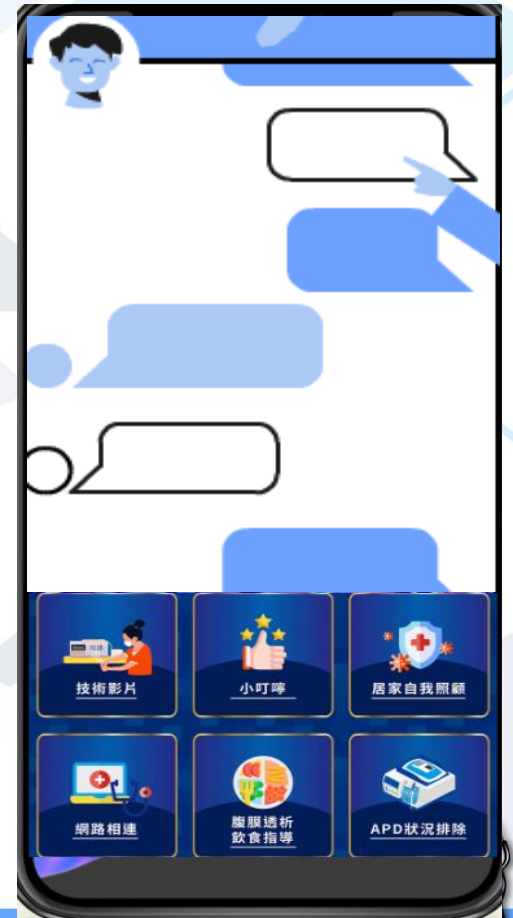 技術影片
小叮嚀
居家自我照顧
網路相連
腹膜透析
飲食指導
APD狀況排除